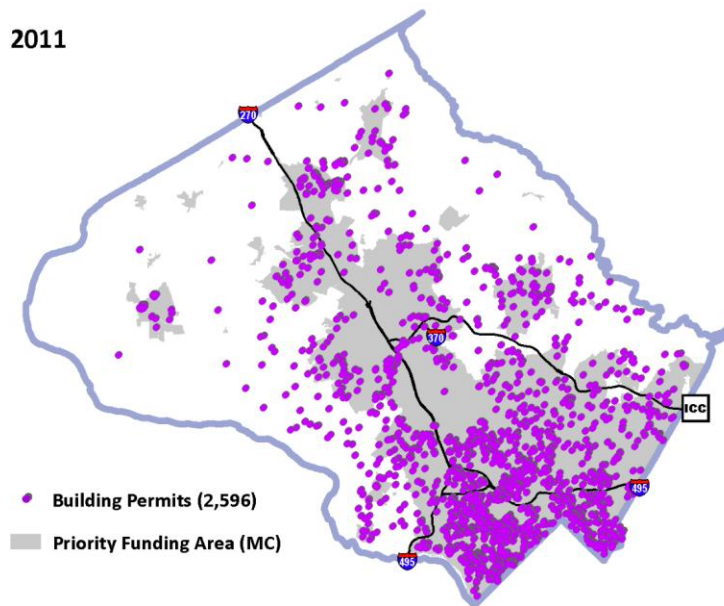 2011
270
370
ICC
495
Building Permits (2,596)
Priority Funding Area (MC)
495